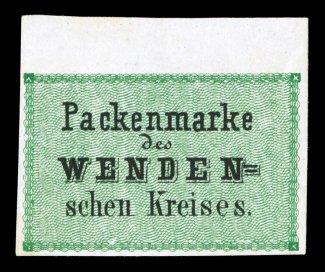 Packenmarke
des
WENDEN=
schen Kreises.